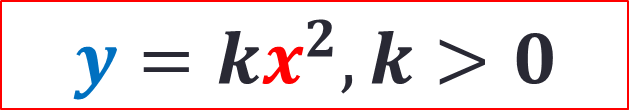 y = kx², k > 0